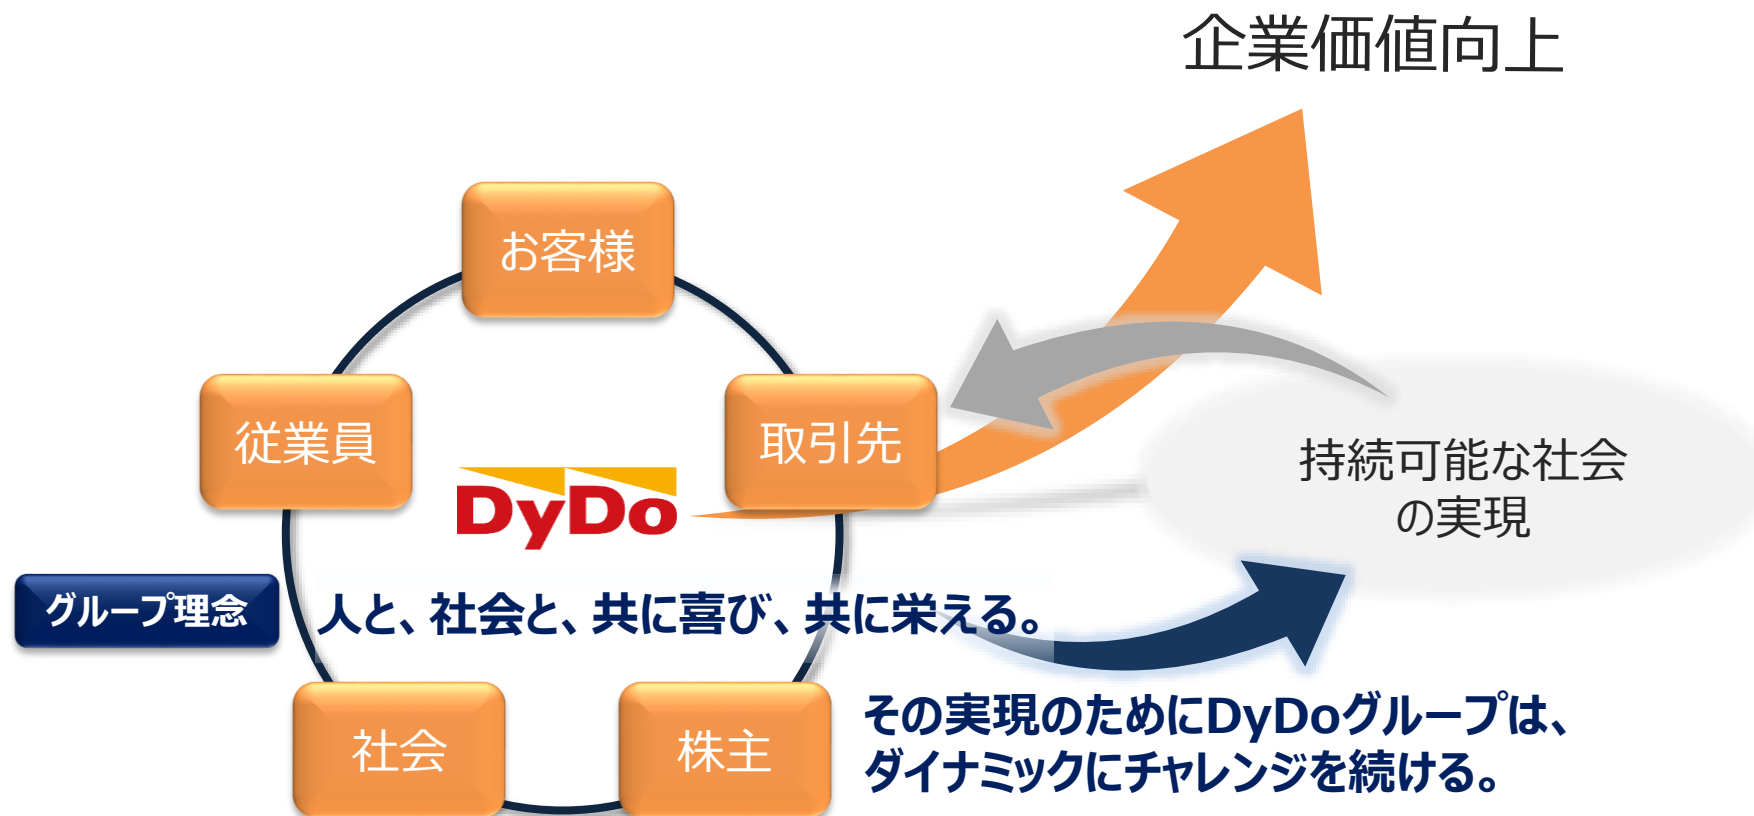 企業価値向上
お客様
従業員
取引先
DyDo
持続可能な社会
の実現
グループ理念
人と、社会と、共に喜び、共に栄える。
その実現のためにDyDoグループは、
ダイナミックにチャレンジを続ける。
社会
株主